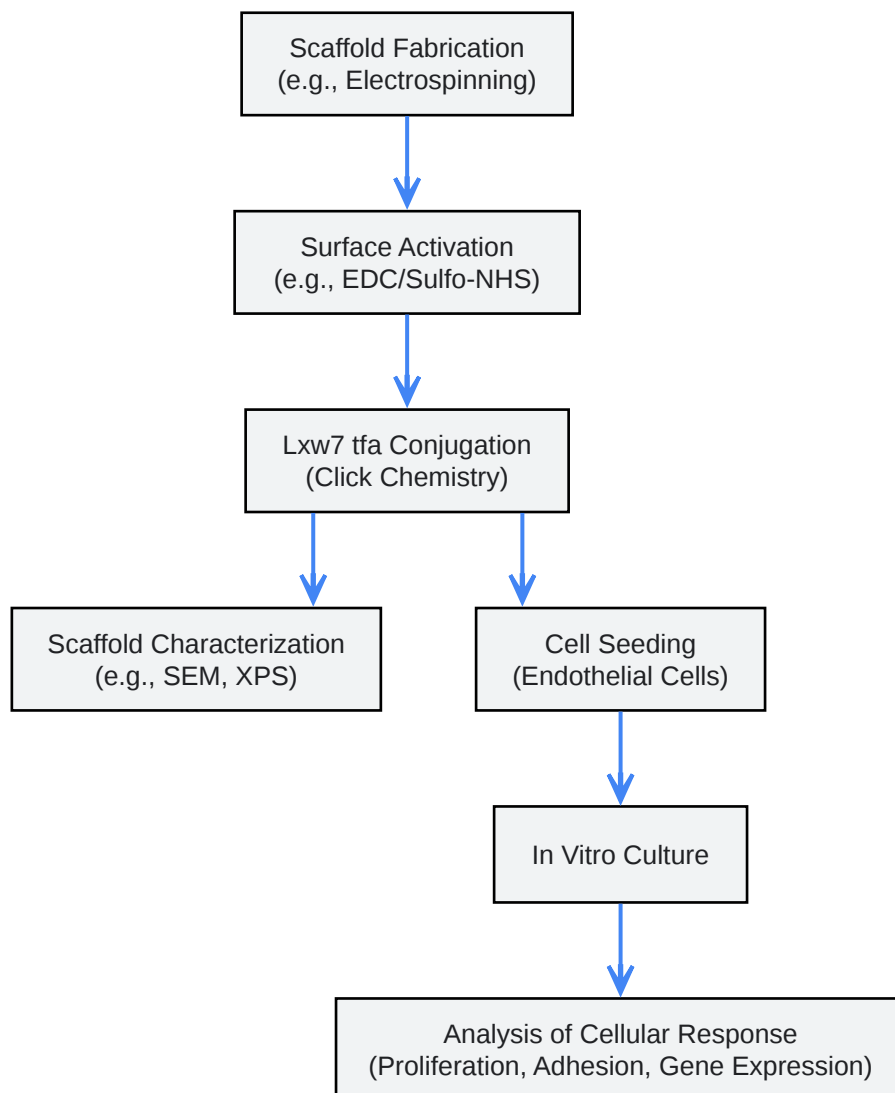 Scaffold Fabrication
(e.g., Electrospinning)
Surface Activation
(e.g., EDC/Sulfo-NHS)
Lxw7 tfa Conjugation
(Click Chemistry)
Scaffold Characterization
(e.g., SEM, XPS)
Cell Seeding
(Endothelial Cells)
In Vitro Culture
Analysis of Cellular Response
(Proliferation, Adhesion, Gene Expression)